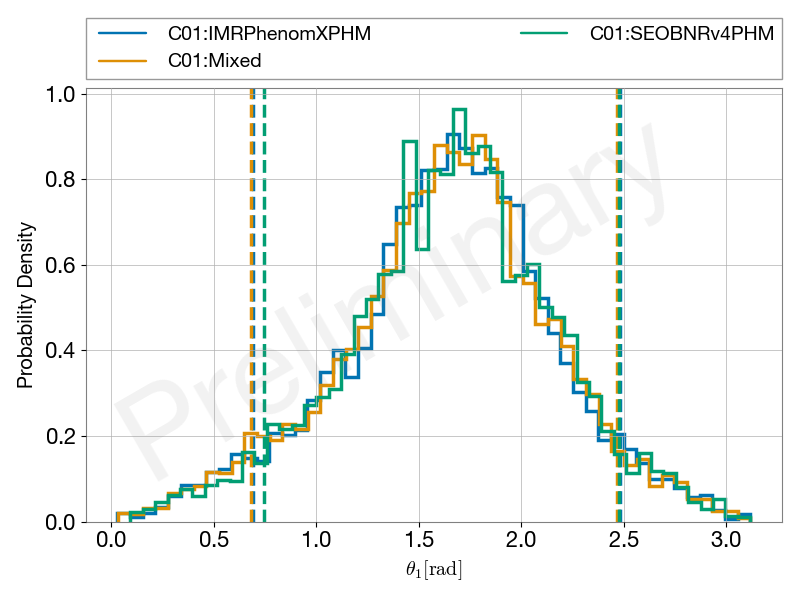 C01:IMRPhenomXPHM
C01:Mixed
C01:SEOBNRv4PHM
1.0
0.8
0.6
0.4
0.2
0.0
Probability Density
Preliminary
0.0 0.5 1.0 1.5 2.0 2.5 3.0
θ₁[rad]